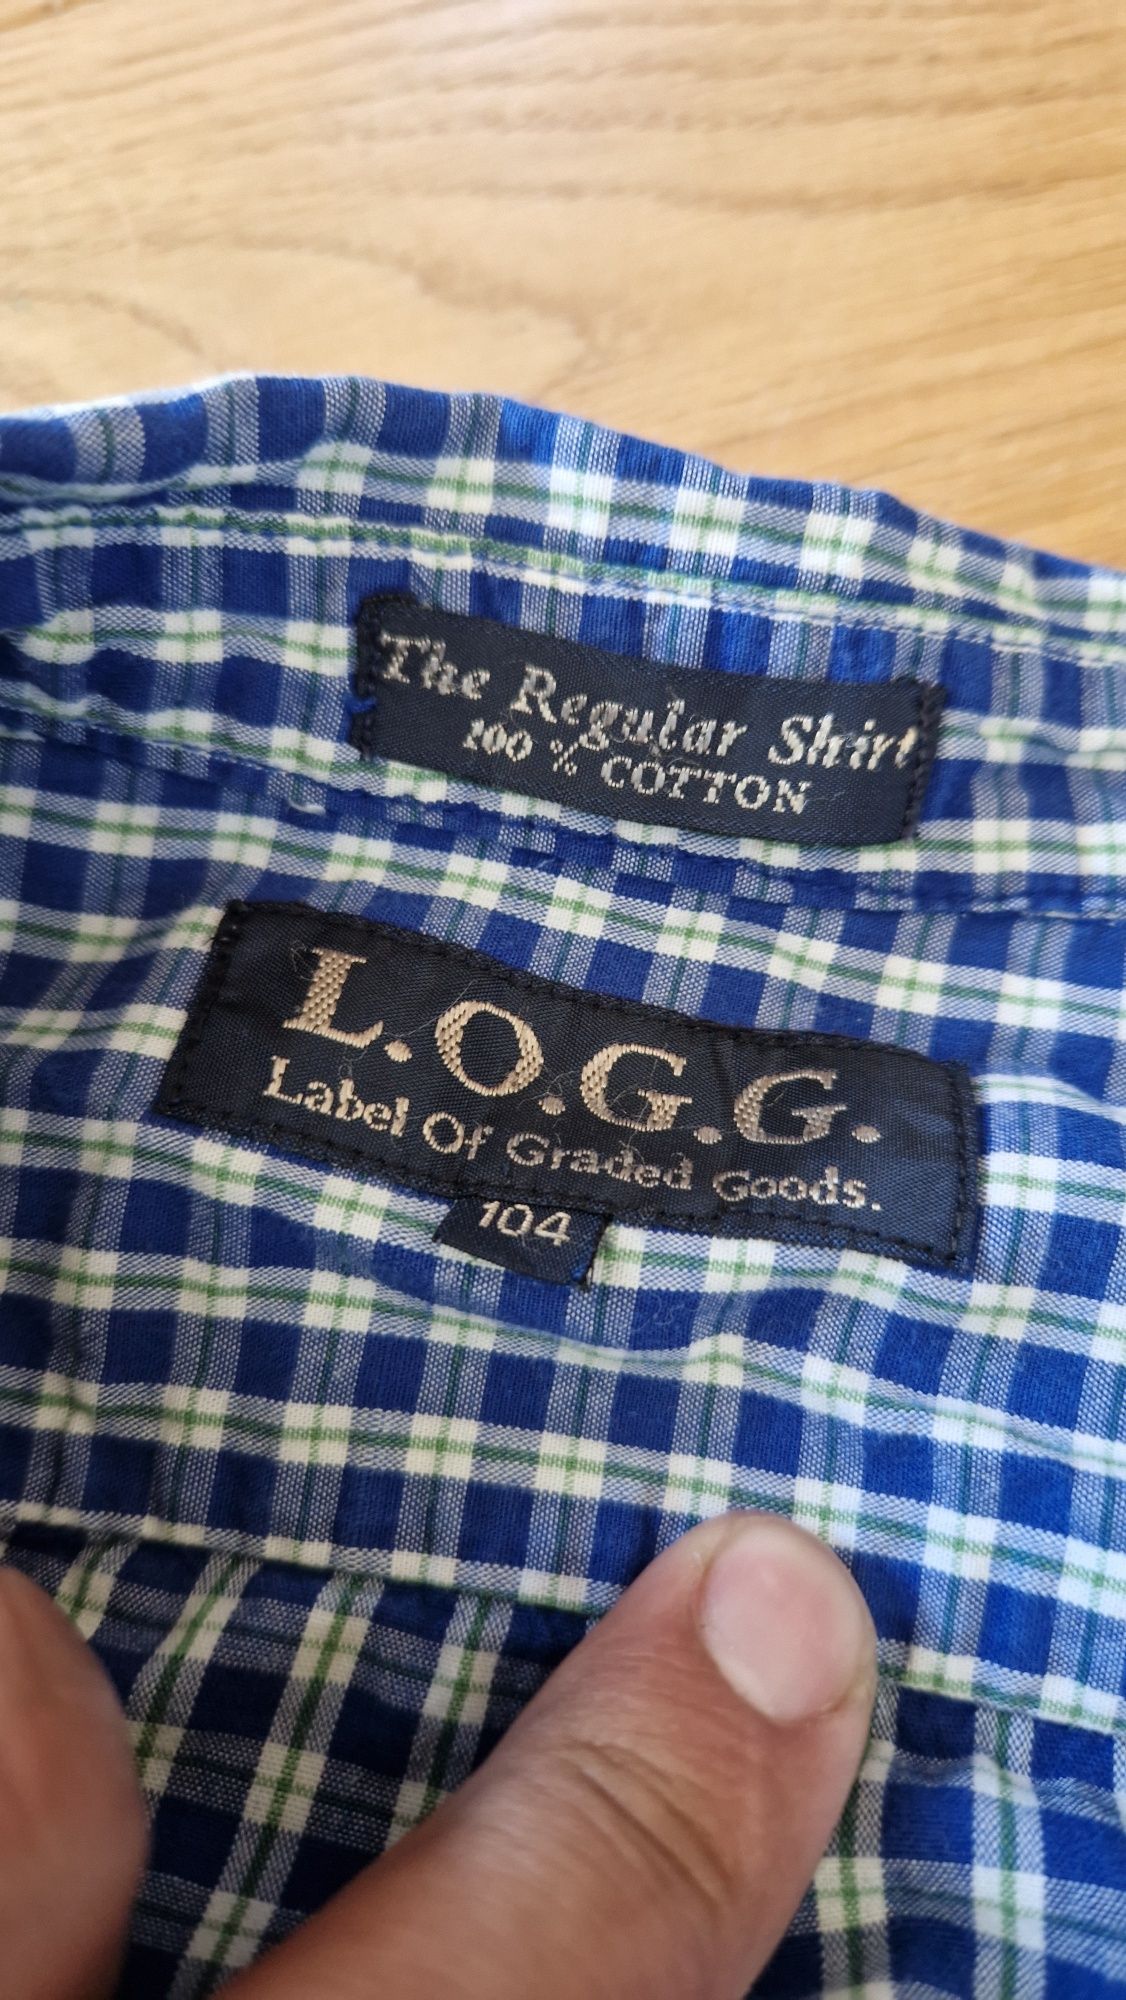 The Regular Shirt
100 % COTTON
L.O.G.G.
Label Of Graded Goods.
104